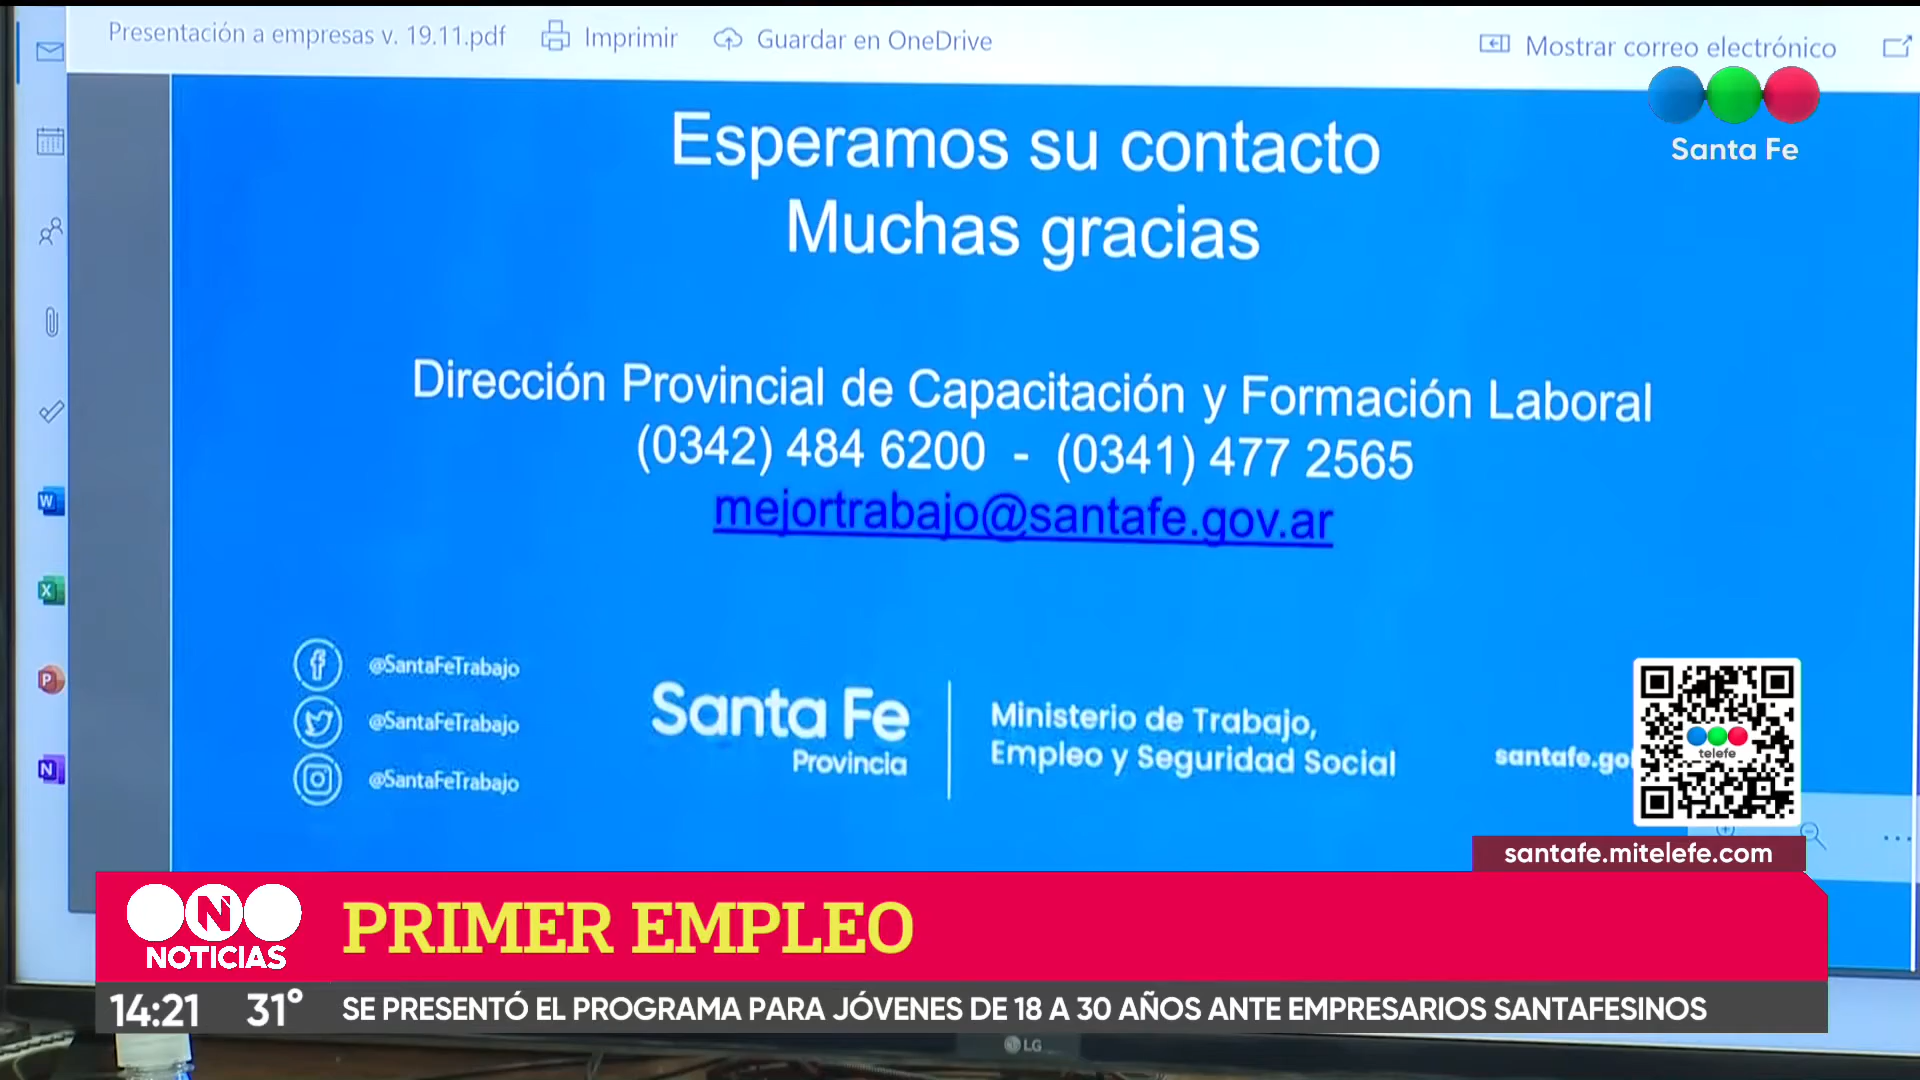 Presentación a empresas v. 19.11.pdf
Imprimir
Guardar en OneDrive
Mostrar correo electrónico
Santa Fe
Esperamos su contacto
Muchas gracias
Dirección Provincial de Capacitación y Formación Laboral
(0342) 484 6200 - (0341) 477 2565
mejortrabajo@santafe.gov.ar
@SantaFeTrabajo
@SantaFeTrabajo
@SantaFeTrabajo
Santa Fe
Provincia
Ministerio de Trabajo,
Empleo y Seguridad Social
santafe.go
telefe
santafe.mitelefe.com
N
NOTICIAS
PRIMER EMPLEO
14:21 31°
SE PRESENTÓ EL PROGRAMA PARA JÓVENES DE 18 A 30 AÑOS ANTE EMPRESARIOS SANTAFESINOS
W
X
P
N
LG